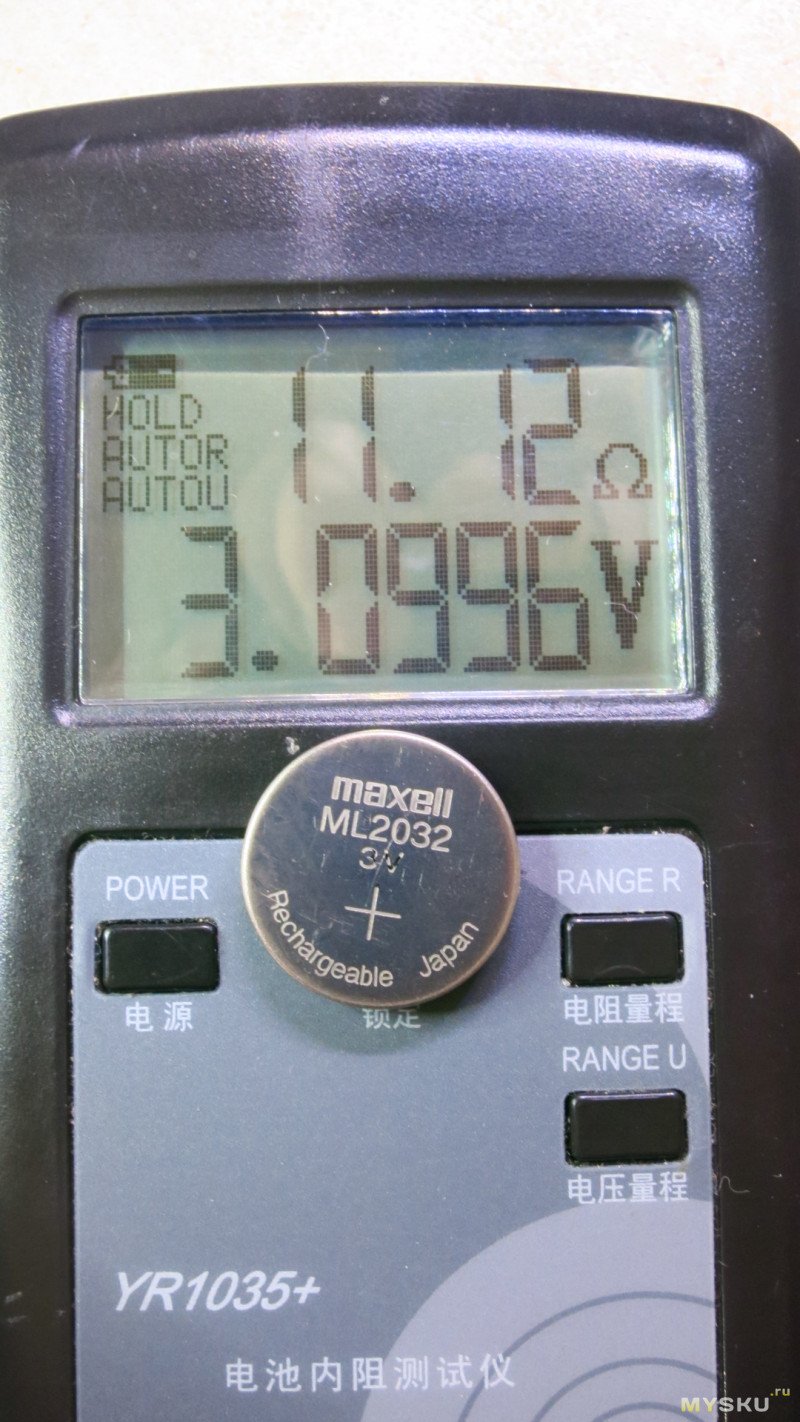 HOLD
AUTOR
AUTOU
11.12Ω
3.0996V
maxell
ML2032
3V
+
Rechargeable Japan
POWER
电源
锁定
RANGE R
电阻量程
RANGE U
电压量程
YR1035+
电池内阻测试仪
MYSKU.ru